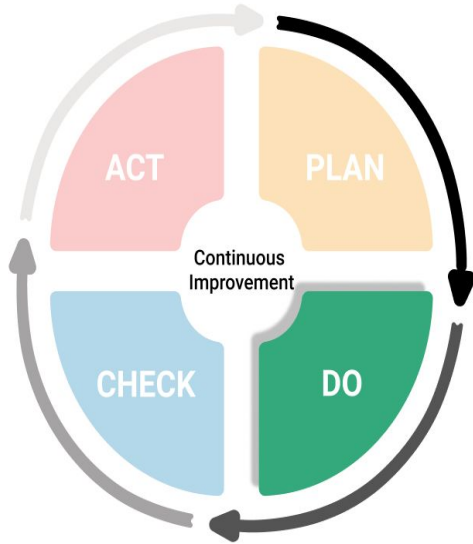 ACT
PLAN
Continuous
Improvement
CHECK
DO